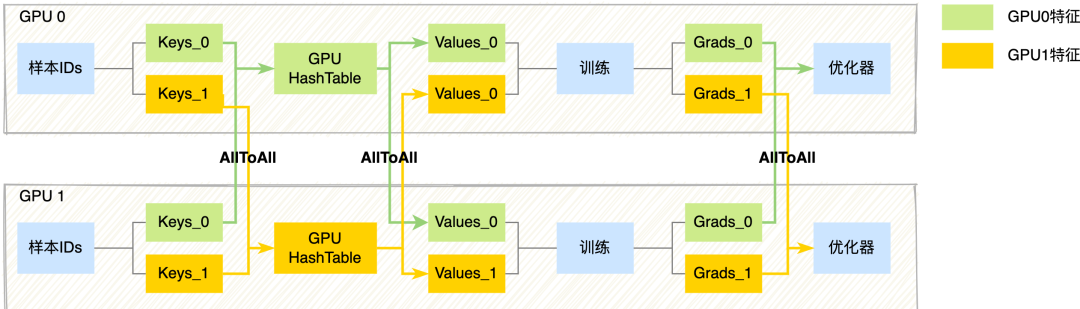 GPU 0
GPU0特征
GPU1特征
样本IDs
Keys_0
Keys_1
GPU
HashTable
Values_0
Values_0
训练
Grads_0
Grads_1
优化器
AllToAll
AllToAll
AllToAll
GPU 1
样本IDs
Keys_0
Keys_1
GPU
HashTable
Values_0
Values_1
训练
Grads_0
Grads_1
优化器